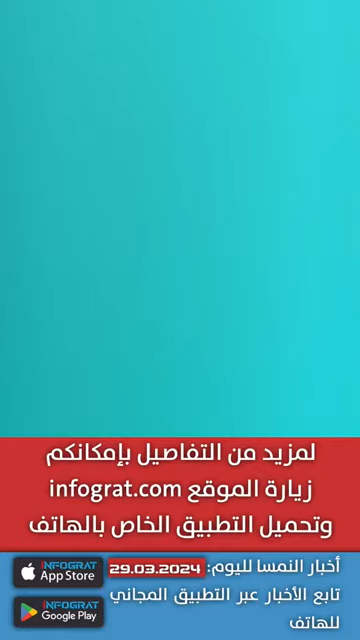 لمزيد من التفاصيل بإمكانكم
زيارة الموقع infograt.com
وتحميل التطبيق الخاص بالهاتف
أخبار النمسا لليوم: 29.03.2024
تابع الأخبار عبر التطبيق المجاني
للهاتف
INFOGRAT
App Store
INFOGRAT
Google Play